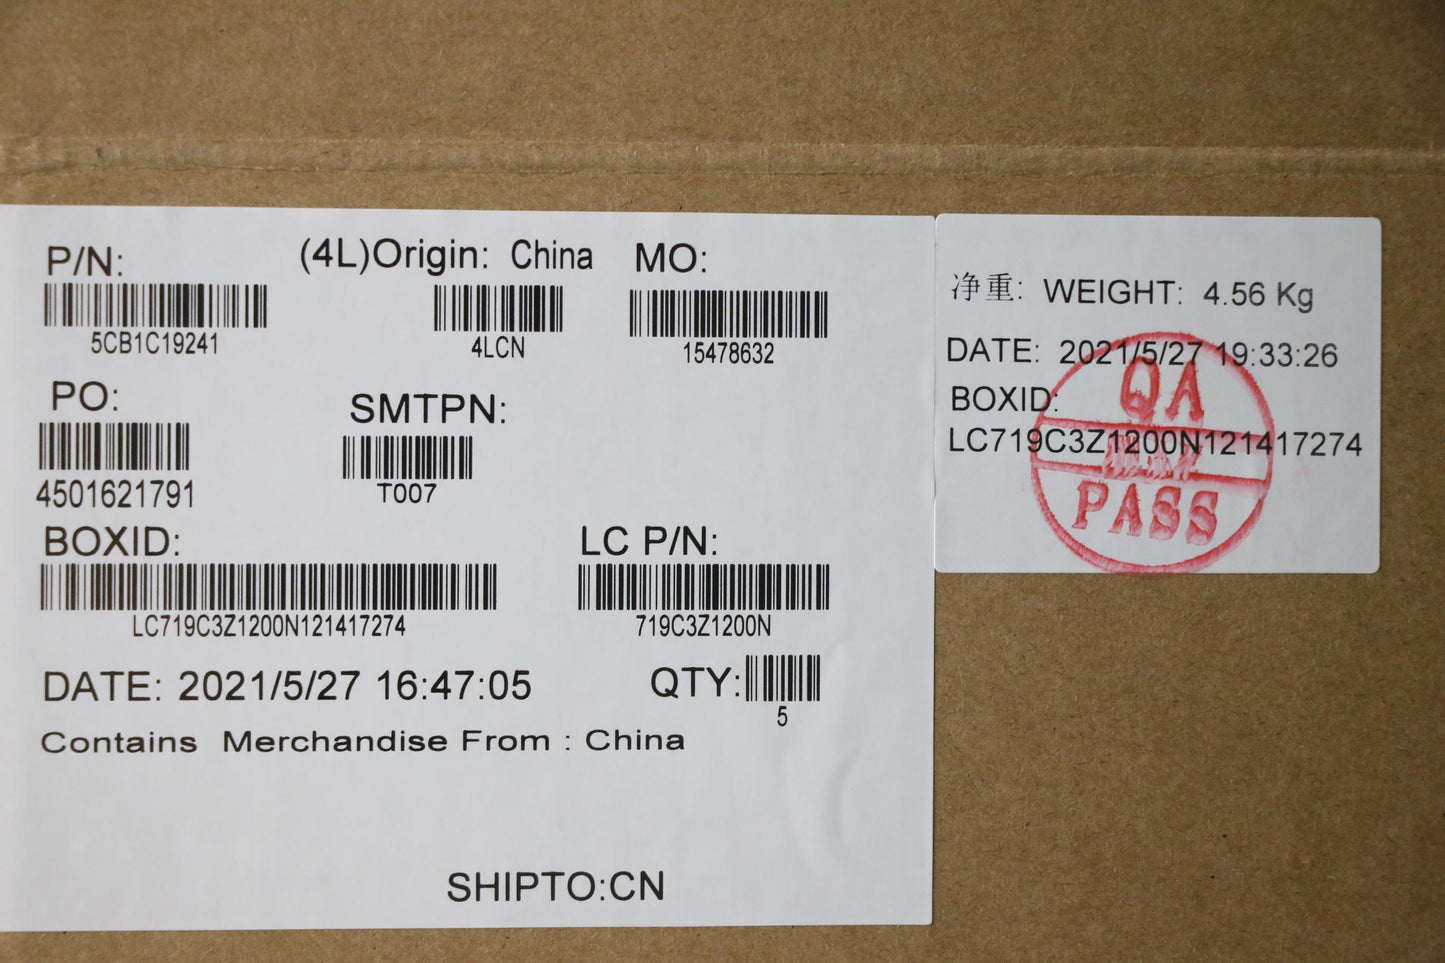 P/N:
5CB1C19241
(4L)Origin: China
4LCN
MO:
15478632
PO:
4501621791
SMTPN:
T007
BOXID:
LC719C3Z1200N121417274
LC P/N:
719C3Z1200N
DATE: 2021/5/27 16:47:05
QTY:
5
Contains Merchandise From : China
SHIPTO:CN
净重: WEIGHT: 4.56 Kg
DATE: 2021/5/27 19:33:26
BOXID:
LC719C3Z1200N121417274
QA
PASS